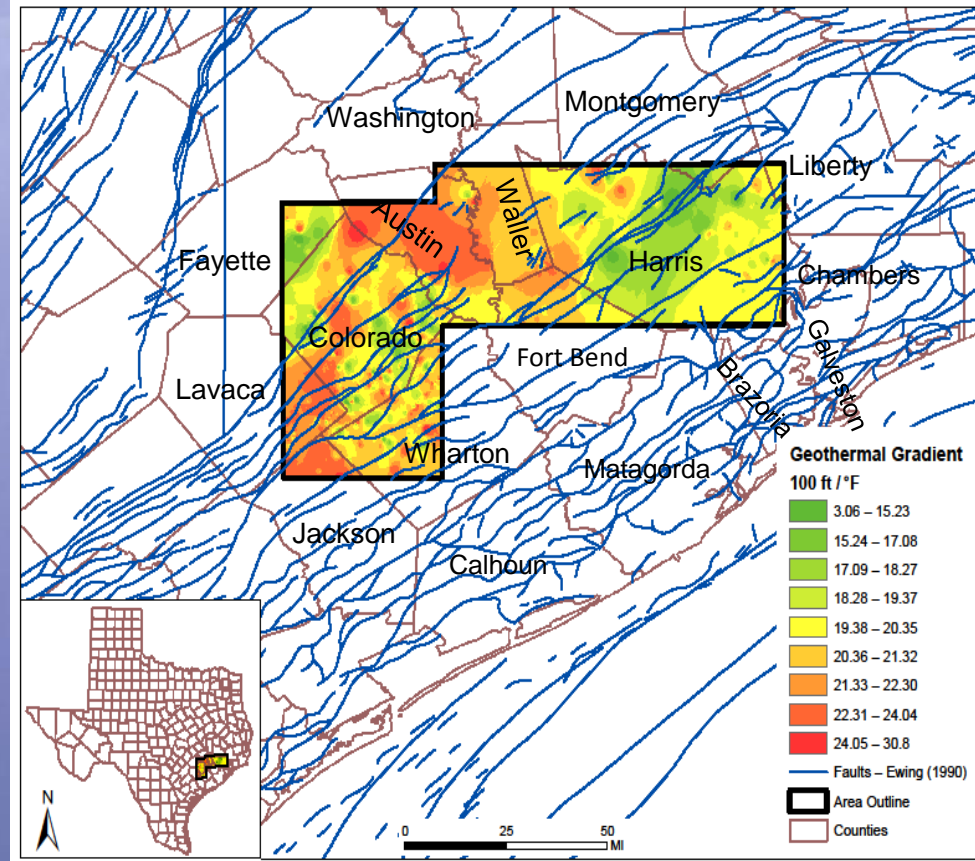 Washington
Montgomery
Liberty
Austin
Waller
Fayette
Harris
Chambers
Colorado
Galveston
Fort Bend
Brazoria
Lavaca
Wharton
Matagorda
Jackson
Calhoun
Geothermal Gradient
100 ft / °F
3.06 – 15.23
15.24 – 17.08
17.09 – 18.27
18.28 – 19.37
19.38 – 20.35
20.36 – 21.32
21.33 – 22.30
22.31 – 24.04
24.05 – 30.8
Faults – Ewing (1990)
Area Outline
Counties
N
0 25 50
MI